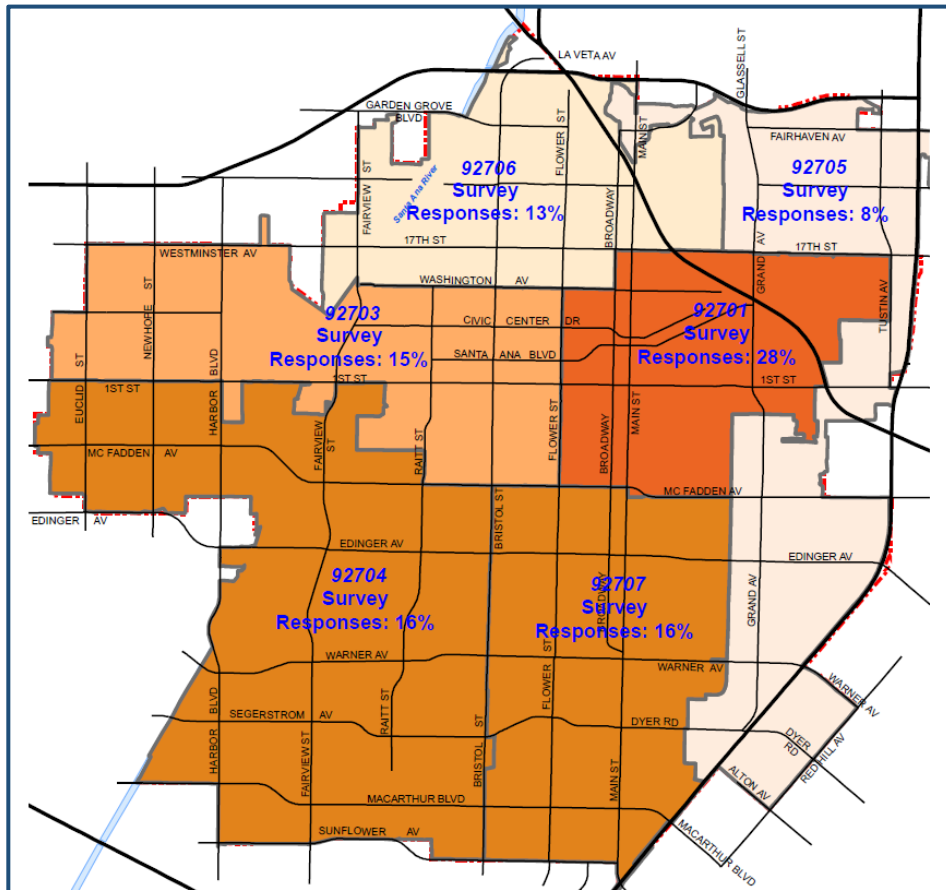 LA VETA AV
GLASSELL ST
GARDEN GROVE
BLVD
FLOWER ST
MAIN ST
FAIRHAVEN AV
92706
Survey
Responses: 13%
92705
Survey
Responses: 8%
FAIRVIEW ST
Santa Ana River
BROADWAY
17TH ST
GRAND AV
17TH ST
WESTMINSTER AV
WASHINGTON AV
NEWHOPE ST
TUSTIN AV
92703
Survey
Responses: 15%
CIVIC CENTER DR
92701
Survey
Responses: 28%
SANTA ANA BLVD
EUCLID ST
HARBOR BLVD
1ST ST
1ST ST
1ST ST
FAIRVIEW ST
RAITT ST
FLOWER ST
BROADWAY
MAIN ST
MC FADDEN AV
MC FADDEN AV
BRISTOL ST
EDINGER AV
EDINGER AV
EDINGER AV
92704
Survey
Responses: 16%
92707
Survey
Responses: 16%
BROADWAY
GRAND AV
FLOWER ST
WARNER AV
WARNER AV
WARNER AV
HARBOR BLVD
RAITT ST
SEGERSTROM AV
DYER RD
DYER RD
FAIRVIEW ST
BRISTOL ST
MAIN ST
REDHILL AV
ALTON AV
MACARTHUR BLVD
MACARTHUR BLVD
SUNFLOWER AV